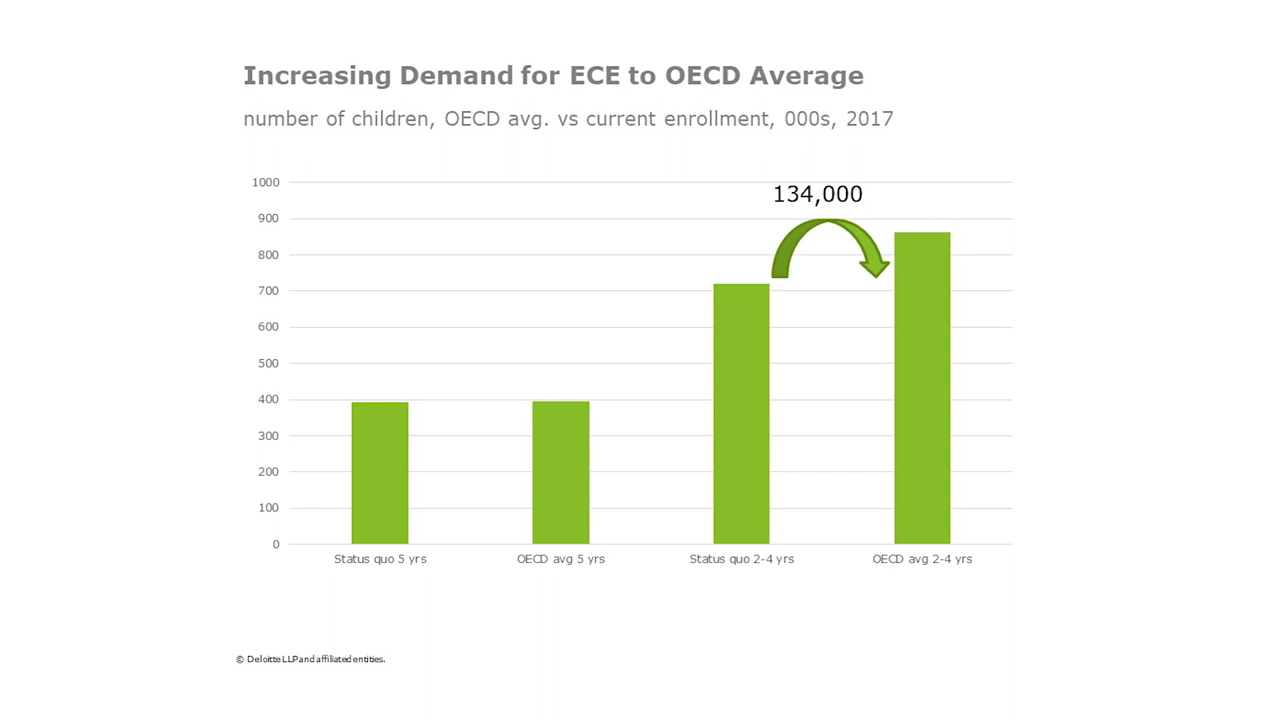 Increasing Demand for ECE to OECD Average
number of children, OECD avg. vs current enrollment, 000s, 2017
1000
134,000
900
800
700
600
500
400
300
200
100
0
Status quo 5 yrs
OECD avg 5 yrs
Status quo 2-4 yrs
OECD avg 2-4 yrs
© Deloitte LLP and affiliated entities.